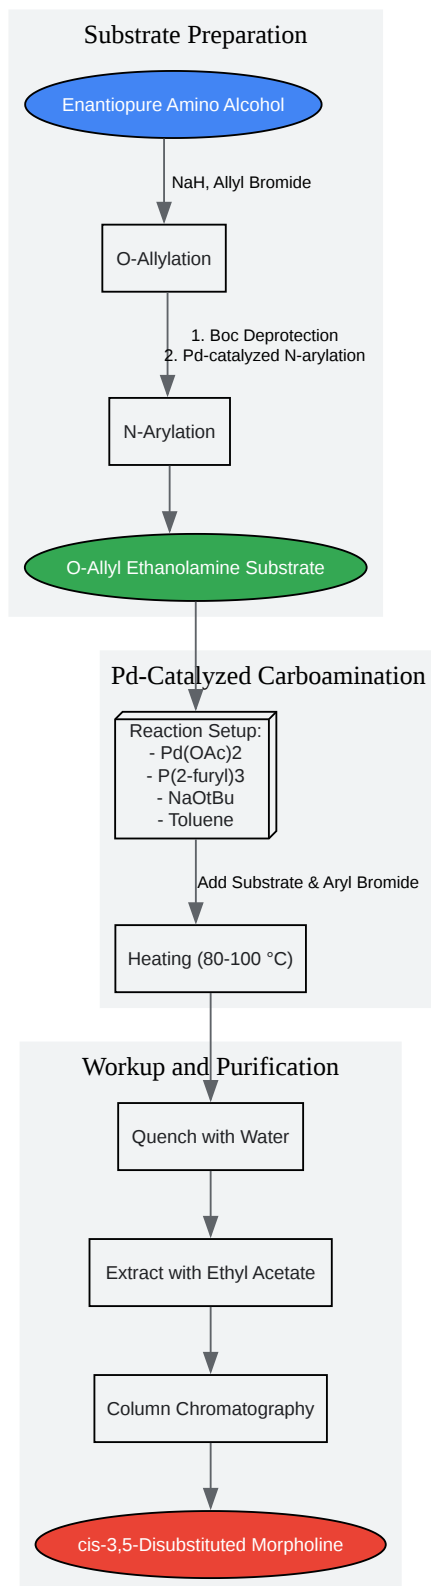 Substrate Preparation
Enantiopure Amino Alcohol
NaH, Allyl Bromide
O-Allylation
1. Boc Deprotection
2. Pd-catalyzed N-arylation
N-Arylation
O-Allyl Ethanolamine Substrate
Pd-Catalyzed Carboamination
Reaction Setup:
- Pd(OAc)2
- P(2-furyl)3
- NaOtBu
- Toluene
Add Substrate & Aryl Bromide
Heating (80-100 °C)
Workup and Purification
Quench with Water
Extract with Ethyl Acetate
Column Chromatography
cis-3,5-Disubstituted Morpholine